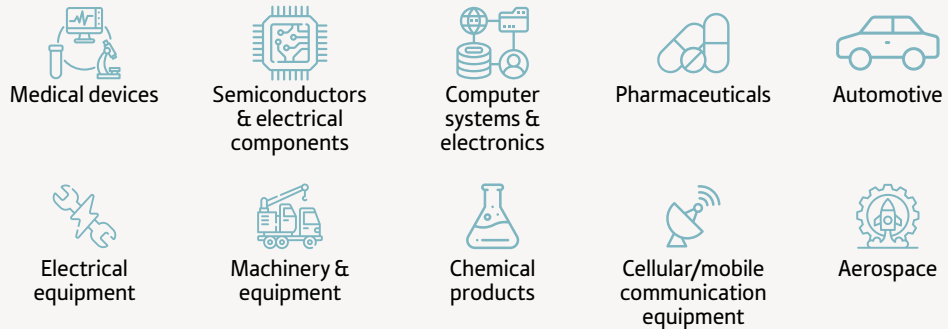 Medical devices
Semiconductors
& electrical
components
Computer
systems &
electronics
Pharmaceuticals
Automotive
Electrical
equipment
Machinery &
equipment
Chemical
products
Cellular/mobile
communication
equipment
Aerospace